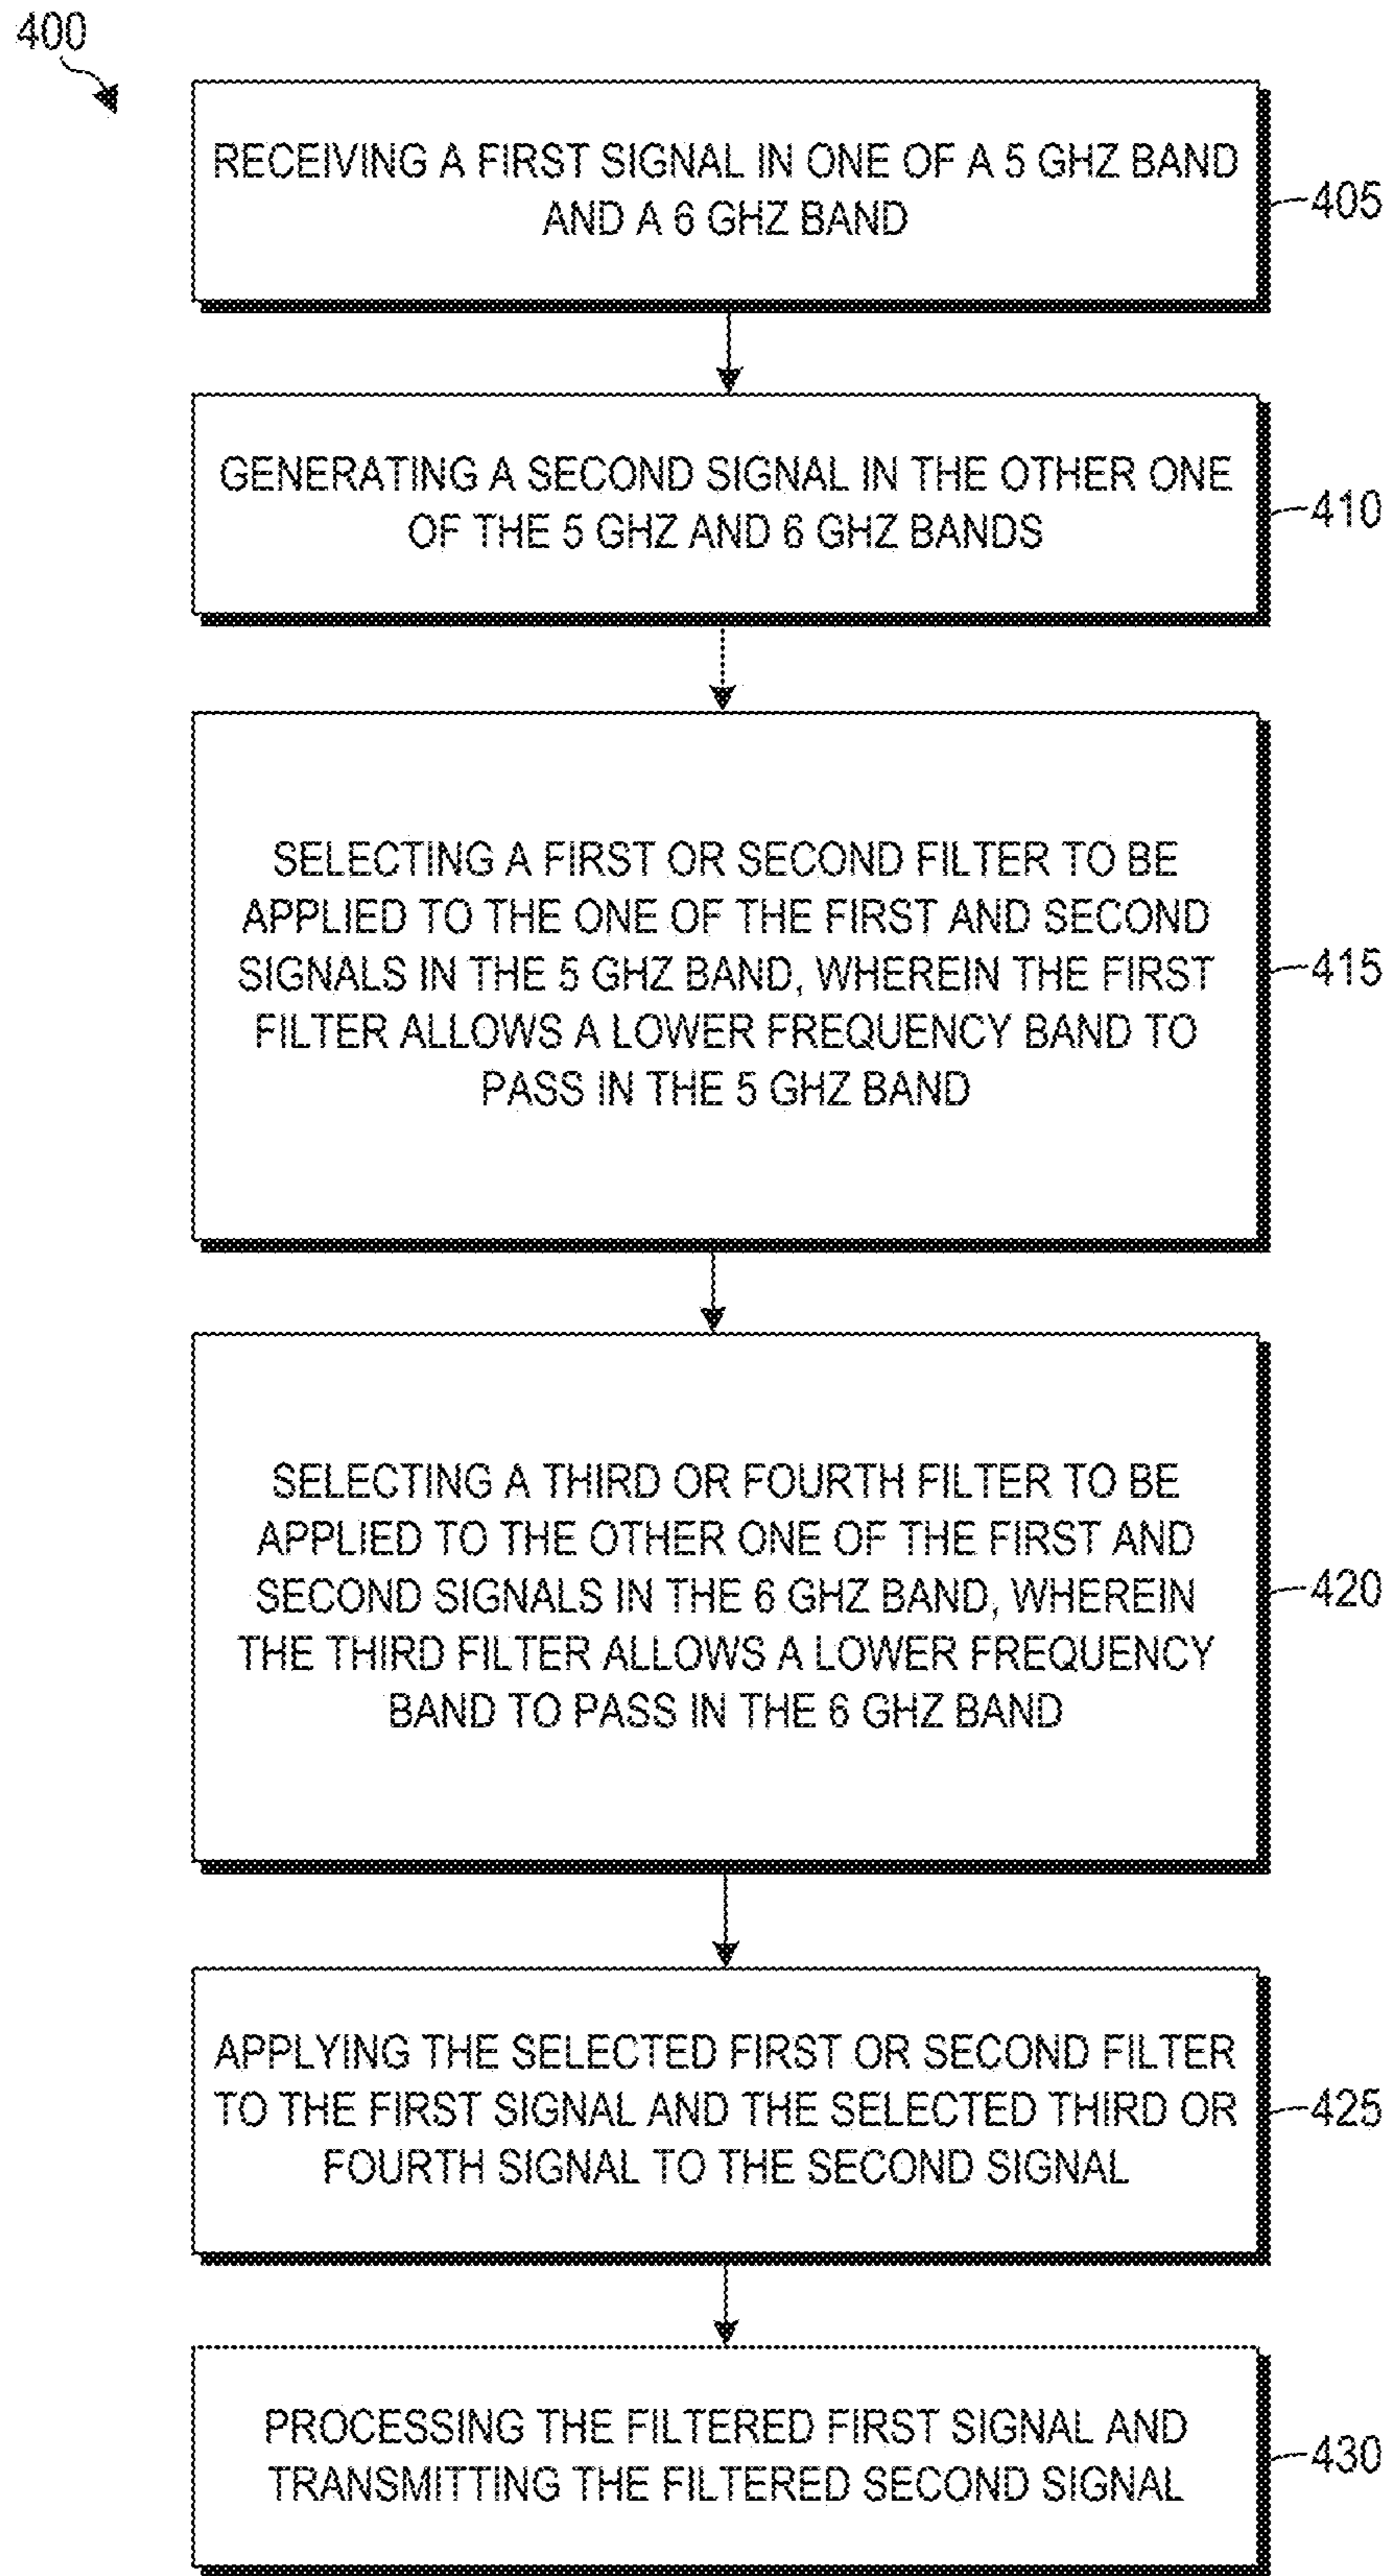 400
RECEIVING A FIRST SIGNAL IN ONE OF A 5 GHZ BAND
AND A 6 GHZ BAND
405
GENERATING A SECOND SIGNAL IN THE OTHER ONE
OF THE 5 GHZ AND 6 GHZ BANDS
410
SELECTING A FIRST OR SECOND FILTER TO BE
APPLIED TO THE ONE OF THE FIRST AND SECOND
SIGNALS IN THE 5 GHZ BAND, WHEREIN THE FIRST
FILTER ALLOWS A LOWER FREQUENCY BAND TO
PASS IN THE 5 GHZ BAND
415
SELECTING A THIRD OR FOURTH FILTER TO BE
APPLIED TO THE OTHER ONE OF THE FIRST AND
SECOND SIGNALS IN THE 6 GHZ BAND, WHEREIN
THE THIRD FILTER ALLOWS A LOWER FREQUENCY
BAND TO PASS IN THE 6 GHZ BAND
420
APPLYING THE SELECTED FIRST OR SECOND FILTER
TO THE FIRST SIGNAL AND THE SELECTED THIRD OR
FOURTH SIGNAL TO THE SECOND SIGNAL
425
PROCESSING THE FILTERED FIRST SIGNAL AND
TRANSMITTING THE FILTERED SECOND SIGNAL
430